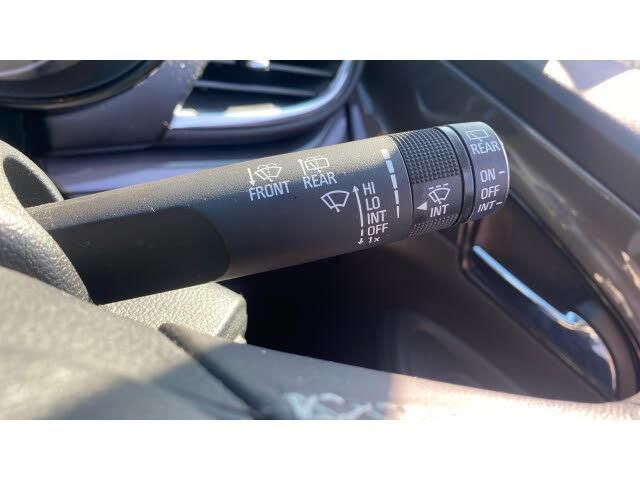 FRONT
REAR
HI
LO
INT
OFF
1x
INT
REAR
ON
OFF
INT